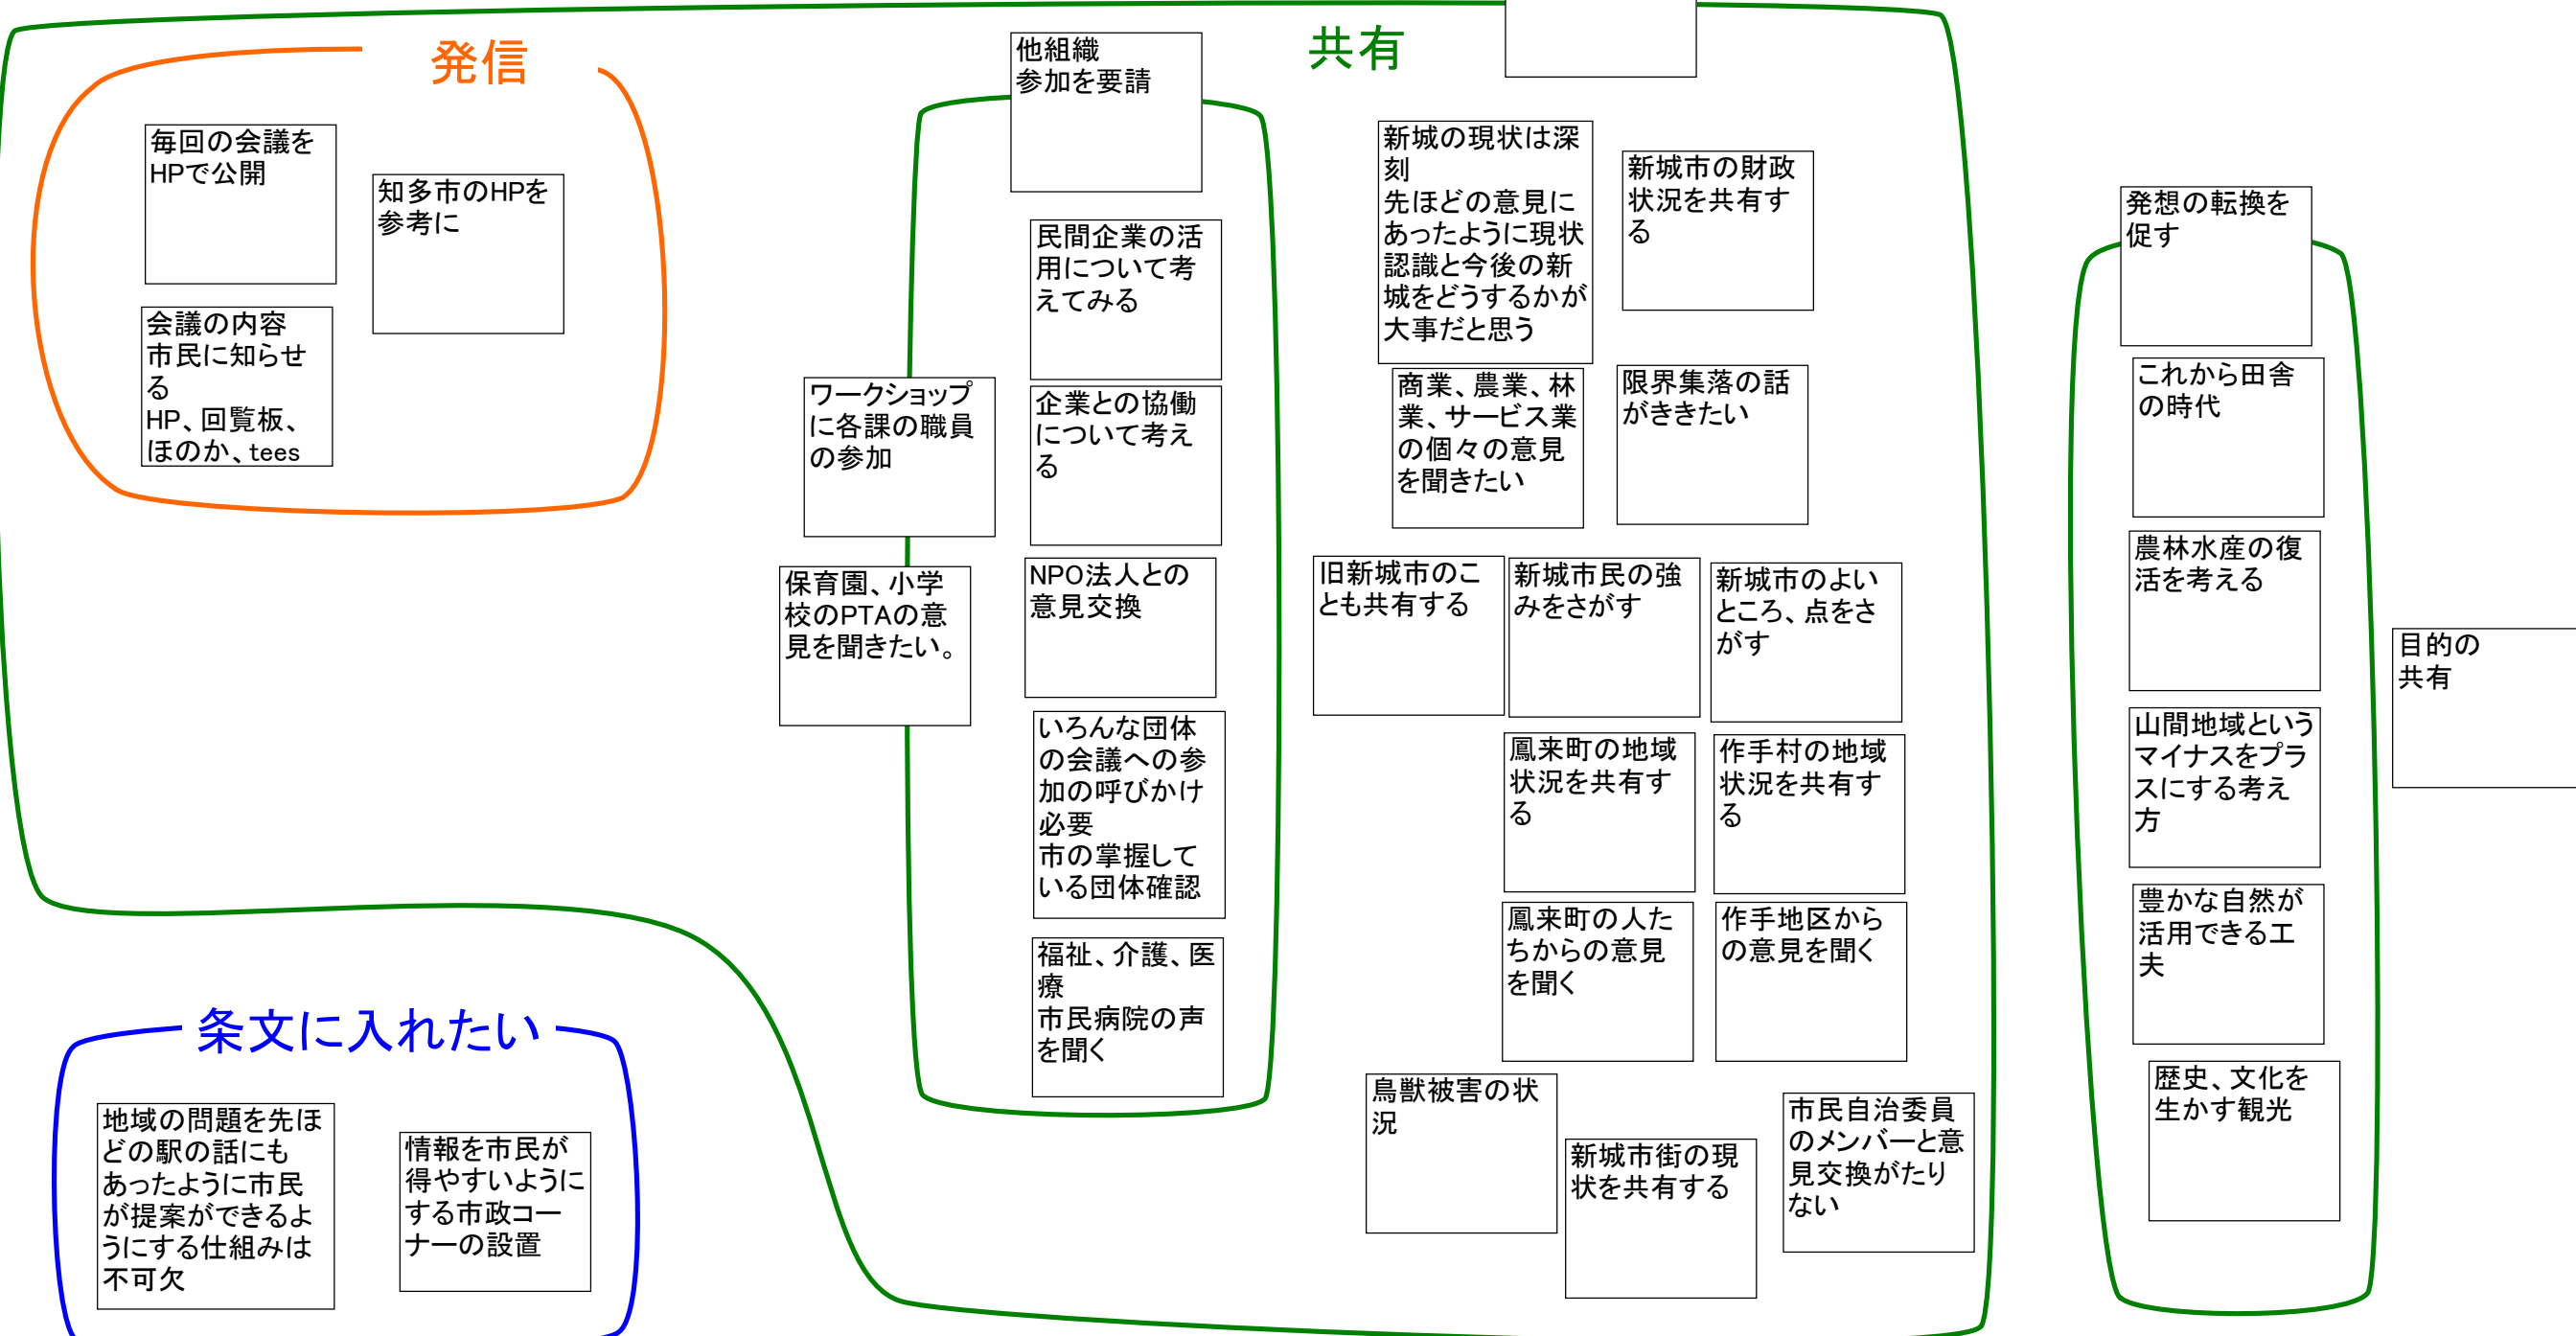 発信
毎回の会議を
HPで公開
知多市のHPを
参考に
会議の内容
市民に知らせ
る
HP、回覧板、
ほのか、tees
条文に入れたい
地域の問題を先ほ
どの駅の話にも
あったように市民
が提案ができるよ
うにする仕組みは
不可欠
情報を市民が
得やすいように
する市政コー
ナーの設置
共有
他組織
参加を要請
民間企業の活
用について考
えてみる
ワークショップ
に各課の職員
の参加
企業との協働
について考え
る
保育園、小学
校のPTAの意
見を聞きたい。
NPO法人との
意見交換
いろんな団体
の会議への参
加の呼びかけ
必要
市の掌握して
いる団体確認
福祉、介護、医
療
市民病院の声
を聞く
新城の現状は深
刻
先ほどの意見に
あったように現状
認識と今後の新
城をどうするかが
大事だと思う
新城市の財政
状況を共有す
る
商業、農業、林
業、サービス業
の個々の意見
を聞きたい
限界集落の話
がききたい
旧新城市のこ
とも共有する
新城市民の強
みをさがす
新城市のよい
ところ、点をさ
がす
鳳来町の地域
状況を共有す
る
作手村の地域
状況を共有す
る
鳳来町の人た
ちからの意見
を聞く
作手地区から
の意見を聞く
鳥獣被害の状
況
新城市街の現
状を共有する
市民自治委員
のメンバーと意
見交換がたり
ない
発想の転換を
促す
これから田舎
の時代
農林水産の復
活を考える
山間地域という
マイナスをプラ
スにする考え
方
豊かな自然が
活用できる工
夫
歴史、文化を
生かす観光
目的の
共有